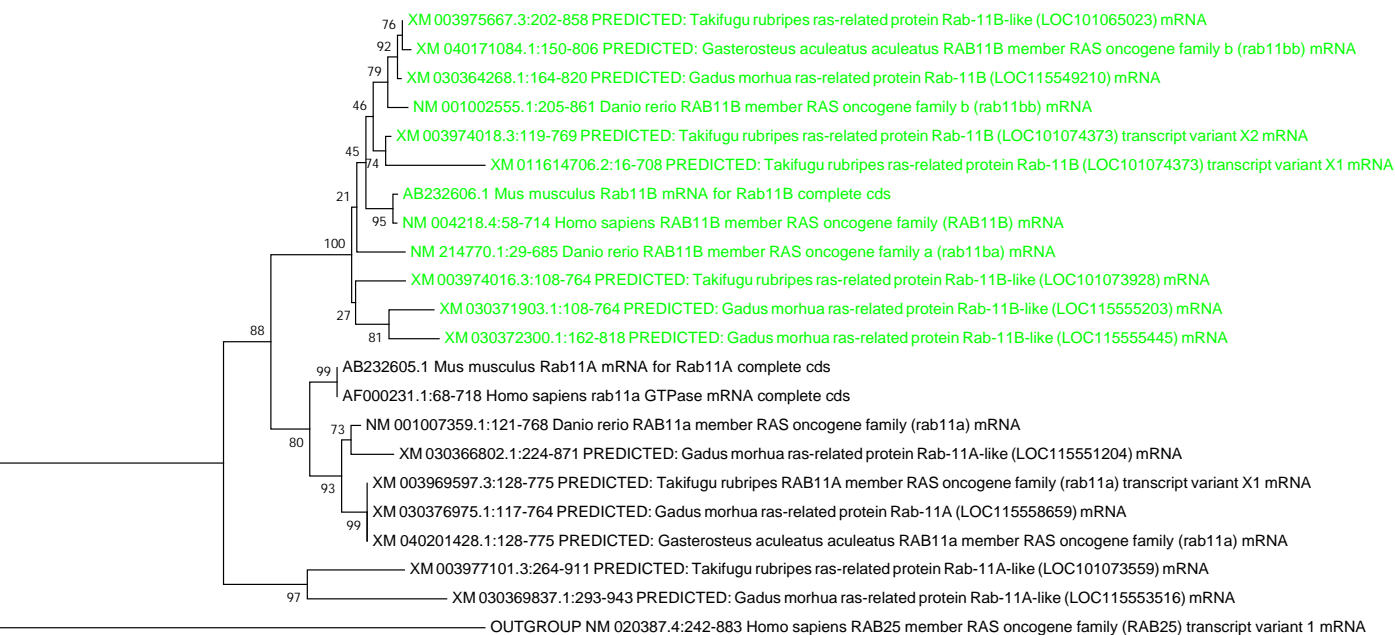 76
XM 003975667.3:202-858 PREDICTED: Takifugu rubripes ras-related protein Rab-11B-like (LOC101065023) mRNA
92
XM 040171084.1:150-806 PREDICTED: Gasterosteus aculeatus aculeatus RAB11B member RAS oncogene family b (rab11bb) mRNA
79
XM 030364268.1:164-820 PREDICTED: Gadus morhua ras-related protein Rab-11B (LOC115549210) mRNA
46
NM 001002555.1:205-861 Danio rerio RAB11B member RAS oncogene family b (rab11bb) mRNA
XM 003974018.3:119-769 PREDICTED: Takifugu rubripes ras-related protein Rab-11B (LOC101074373) transcript variant X2 mRNA
45
74
XM 011614706.2:16-708 PREDICTED: Takifugu rubripes ras-related protein Rab-11B (LOC101074373) transcript variant X1 mRNA
21
AB232606.1 Mus musculus Rab11B mRNA for Rab11B complete cds
95
NM 004218.4:58-714 Homo sapiens RAB11B member RAS oncogene family (RAB11B) mRNA
100
NM 214770.1:29-685 Danio rerio RAB11B member RAS oncogene family a (rab11ba) mRNA
XM 003974016.3:108-764 PREDICTED: Takifugu rubripes ras-related protein Rab-11B-like (LOC101073928) mRNA
27
XM 030371903.1:108-764 PREDICTED: Gadus morhua ras-related protein Rab-11B-like (LOC115555203) mRNA
81
XM 030372300.1:162-818 PREDICTED: Gadus morhua ras-related protein Rab-11B-like (LOC115555445) mRNA
88
99
AB232605.1 Mus musculus Rab11A mRNA for Rab11A complete cds
AF000231.1:68-718 Homo sapiens rab11a GTPase mRNA complete cds
80
73
NM 001007359.1:121-768 Danio rerio RAB11a member RAS oncogene family (rab11a) mRNA
XM 030366802.1:224-871 PREDICTED: Gadus morhua ras-related protein Rab-11A-like (LOC115551204) mRNA
93
XM 003969597.3:128-775 PREDICTED: Takifugu rubripes RAB11A member RAS oncogene family (rab11a) transcript variant X1 mRNA
99
XM 030376975.1:117-764 PREDICTED: Gadus morhua ras-related protein Rab-11A (LOC115558659) mRNA
XM 040201428.1:128-775 PREDICTED: Gasterosteus aculeatus aculeatus RAB11a member RAS oncogene family (rab11a) mRNA
XM 003977101.3:264-911 PREDICTED: Takifugu rubripes ras-related protein Rab-11A-like (LOC101073559) mRNA
97
XM 030369837.1:293-943 PREDICTED: Gadus morhua ras-related protein Rab-11A-like (LOC115553516) mRNA
OUTGROUP NM 020387.4:242-883 Homo sapiens RAB25 member RAS oncogene family (RAB25) transcript variant 1 mRNA